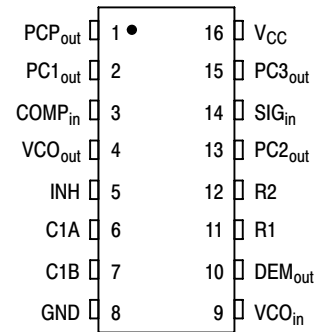 PCPout 1 16 VCC
PC1out 2 15 PC3out
COMPin 3 14 SIGin
VCOout 4 13 PC2out
INH 5 12 R2
C1A 6 11 R1
C1B 7 10 DEMout
GND 8 9 VCOin